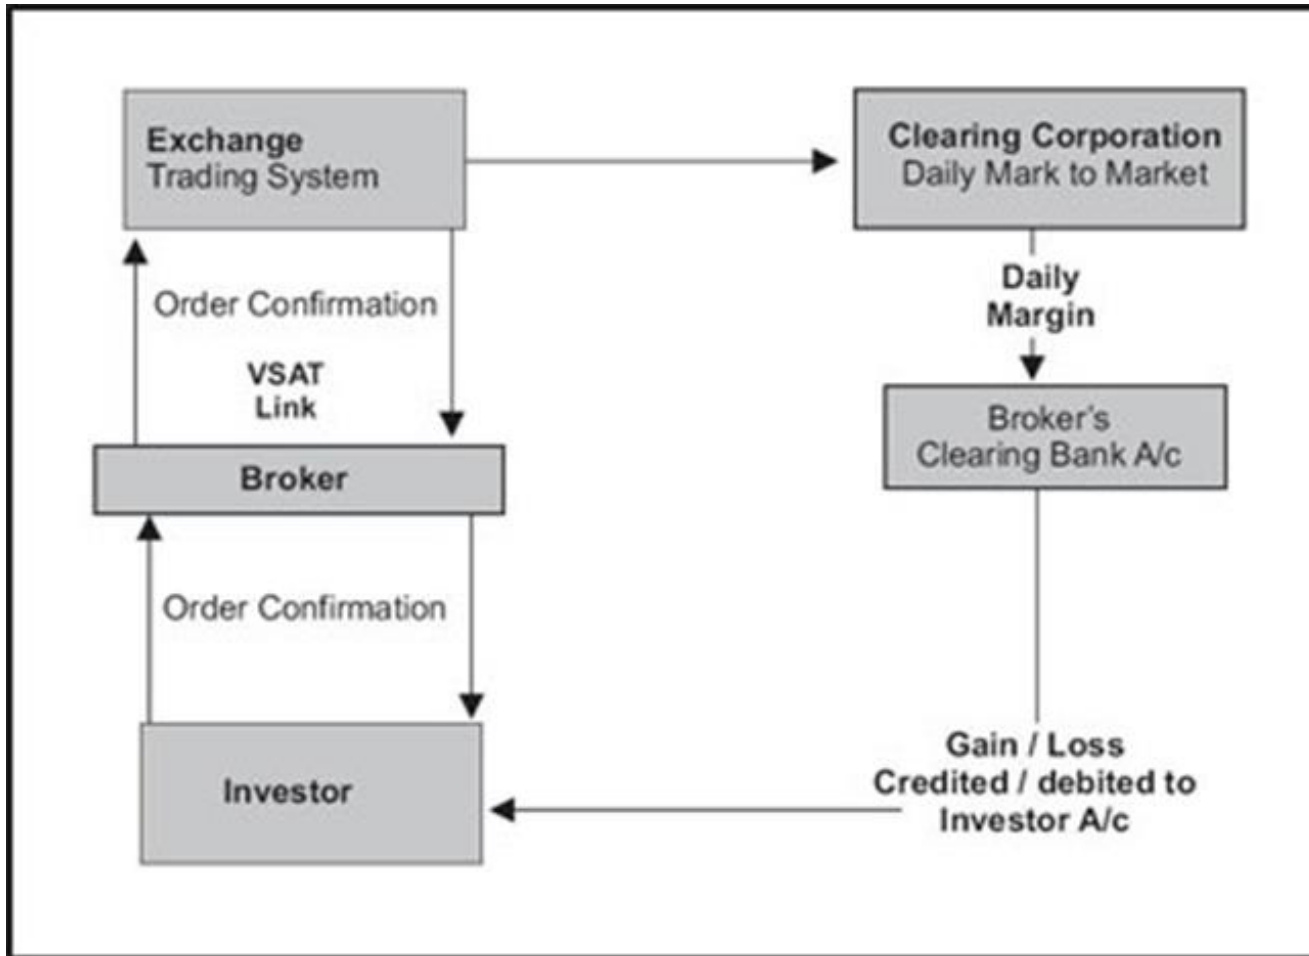 Exchange
Trading System
Clearing Corporation
Daily Mark to Market
Order Confirmation
Daily
Margin
VSAT
Link
Broker
Broker's
Clearing Bank A/c
Order Confirmation
Investor
Gain / Loss
Credited / debited to
Investor A/c